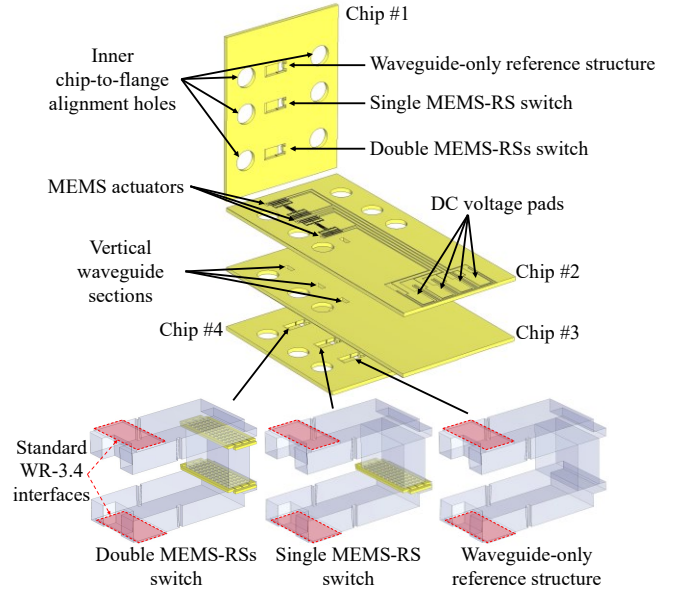 Chip #1
Inner
chip-to-flange
alignment holes
Waveguide-only reference structure
Single MEMS-RS switch
Double MEMS-RSs switch
MEMS actuators
DC voltage pads
Vertical
waveguide
sections
Chip #2
Chip #4
Chip #3
Standard
WR-3.4
interfaces
Double MEMS-RSs
switch
Single MEMS-RS
switch
Waveguide-only
reference structure